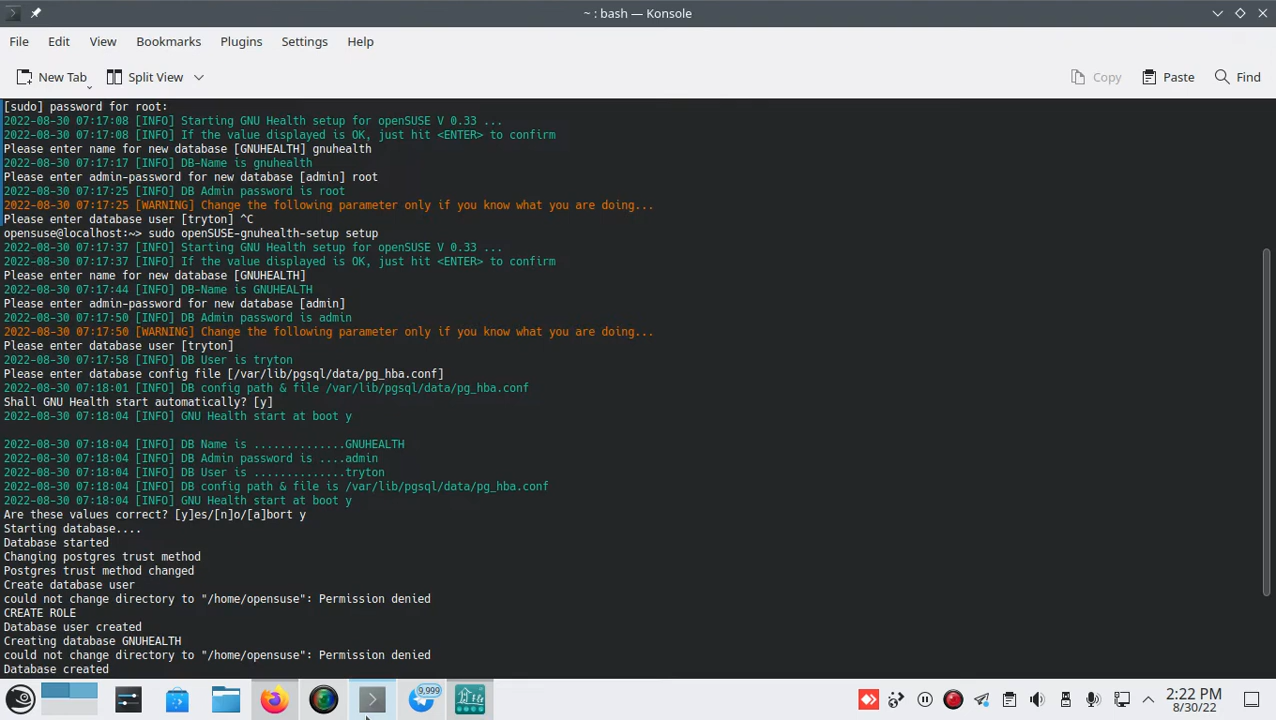 ~ : bash — Konsole
File Edit View Bookmarks Plugins Settings Help
New Tab Split View Copy Paste Find
[sudo] password for root:
2022-08-30 07:17:08 [INFO] Starting GNU Health setup for openSUSE V 0.33 ...
2022-08-30 07:17:08 [INFO] If the value displayed is OK, just hit <ENTER> to confirm
Please enter name for new database [GNUHEALTH] gnuhealth
2022-08-30 07:17:17 [INFO] DB-Name is gnuhealth
Please enter admin-password for new database [admin] root
2022-08-30 07:17:25 [INFO] DB Admin password is root
2022-08-30 07:17:25 [WARNING] Change the following parameter only if you know what you are doing...
Please enter database user [tryton] ^C
opensuse@localhost:~> sudo openSUSE-gnuhealth-setup setup
2022-08-30 07:17:37 [INFO] Starting GNU Health setup for openSUSE V 0.33 ...
2022-08-30 07:17:37 [INFO] If the value displayed is OK, just hit <ENTER> to confirm
Please enter name for new database [GNUHEALTH]
2022-08-30 07:17:44 [INFO] DB-Name is GNUHEALTH
Please enter admin-password for new database [admin]
2022-08-30 07:17:50 [INFO] DB Admin password is admin
2022-08-30 07:17:50 [WARNING] Change the following parameter only if you know what you are doing...
Please enter database user [tryton]
2022-08-30 07:17:58 [INFO] DB User is tryton
Please enter database config file [/var/lib/pgsql/data/pg_hba.conf]
2022-08-30 07:18:01 [INFO] DB config path & file /var/lib/pgsql/data/pg_hba.conf
Shall GNU Health start automatically? [y]
2022-08-30 07:18:04 [INFO] GNU Health start at boot y
2022-08-30 07:18:04 [INFO] DB Name is ..............GNUHEALTH
2022-08-30 07:18:04 [INFO] DB Admin password is ....admin
2022-08-30 07:18:04 [INFO] DB User is ..............tryton
2022-08-30 07:18:04 [INFO] DB config path & file is /var/lib/pgsql/data/pg_hba.conf
2022-08-30 07:18:04 [INFO] GNU Health start at boot y
Are these values correct? [y]es/[n]o/[a]bort y
Starting database....
Database started
Changing postgres trust method
Postgres trust method changed
Create database user
could not change directory to "/home/opensuse": Permission denied
CREATE ROLE
Database user created
Creating database GNUHEALTH
could not change directory to "/home/opensuse": Permission denied
Database created
9,999
2:22 PM
8/30/22